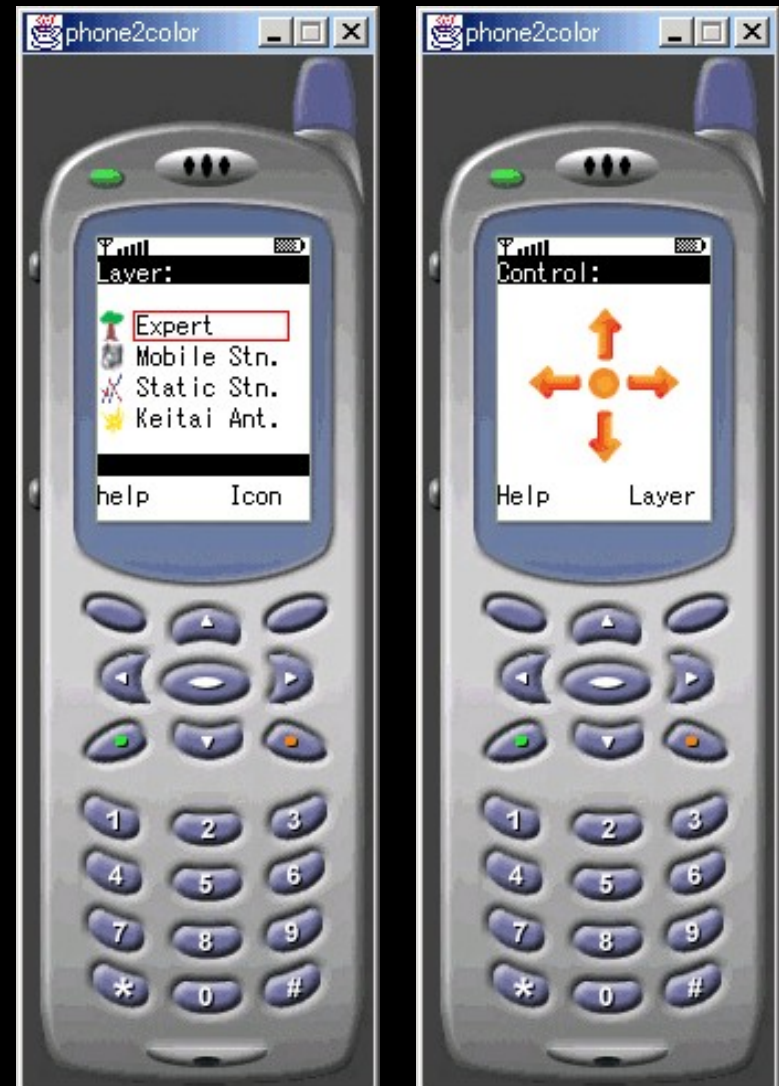 phone2color
Layer:
Expert
Mobile Stn.
Static Stn.
Keitai Ant.
help Icon
1 2 3
4 5 6
7 8 9
* 0 #
phone2color
Control:
Help Layer
1 2 3
4 5 6
7 8 9
* 0 #